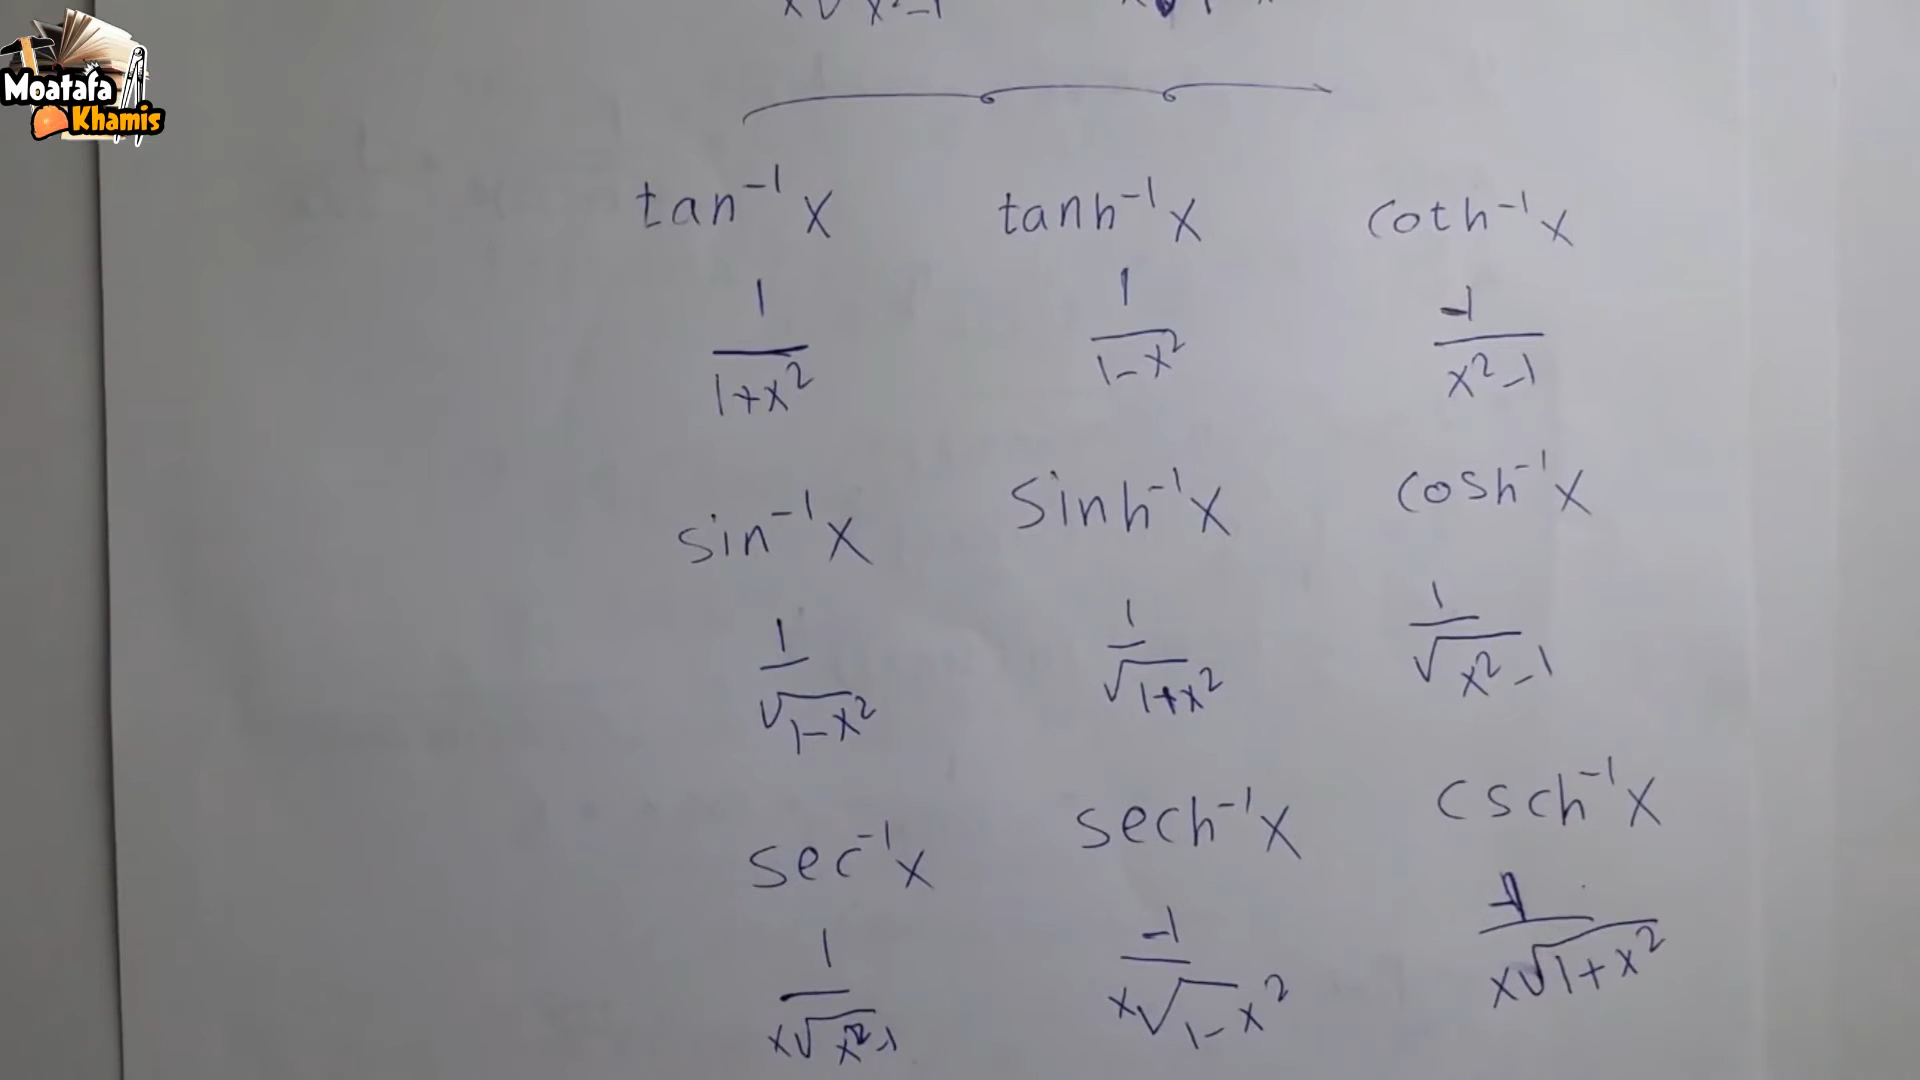 Moatafa
Khamis
x√x²-1
tan⁻¹x tanh⁻¹x coth⁻¹x
1/(1+x²) 1/(1-x²) -1/(x²-1)
sin⁻¹x sinh⁻¹x cosh⁻¹x
1/√(1-x²) 1/√(1+x²) 1/√(x²-1)
sec⁻¹x sech⁻¹x csch⁻¹x
1/(x√(x²-1)) -1/(x√(1-x²)) -1/(x√(1+x²))